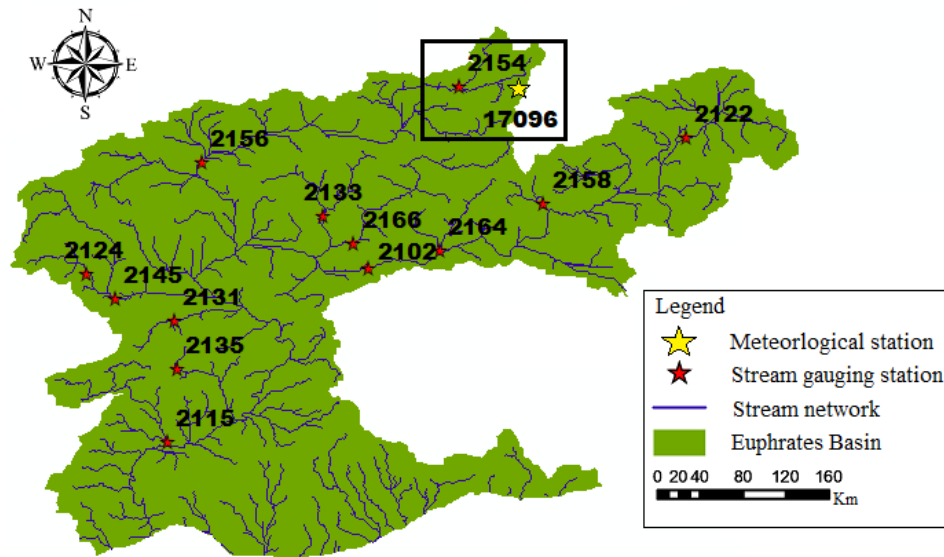 N
W E
S
2154
17096
2122
2156
2158
2133
2166
2164
2102
2124
2145
2131
2135
2115
Legend
Meteorlogical station
Stream gauging station
Stream network
Euphrates Basin
0 20 40 80 120 160
Km